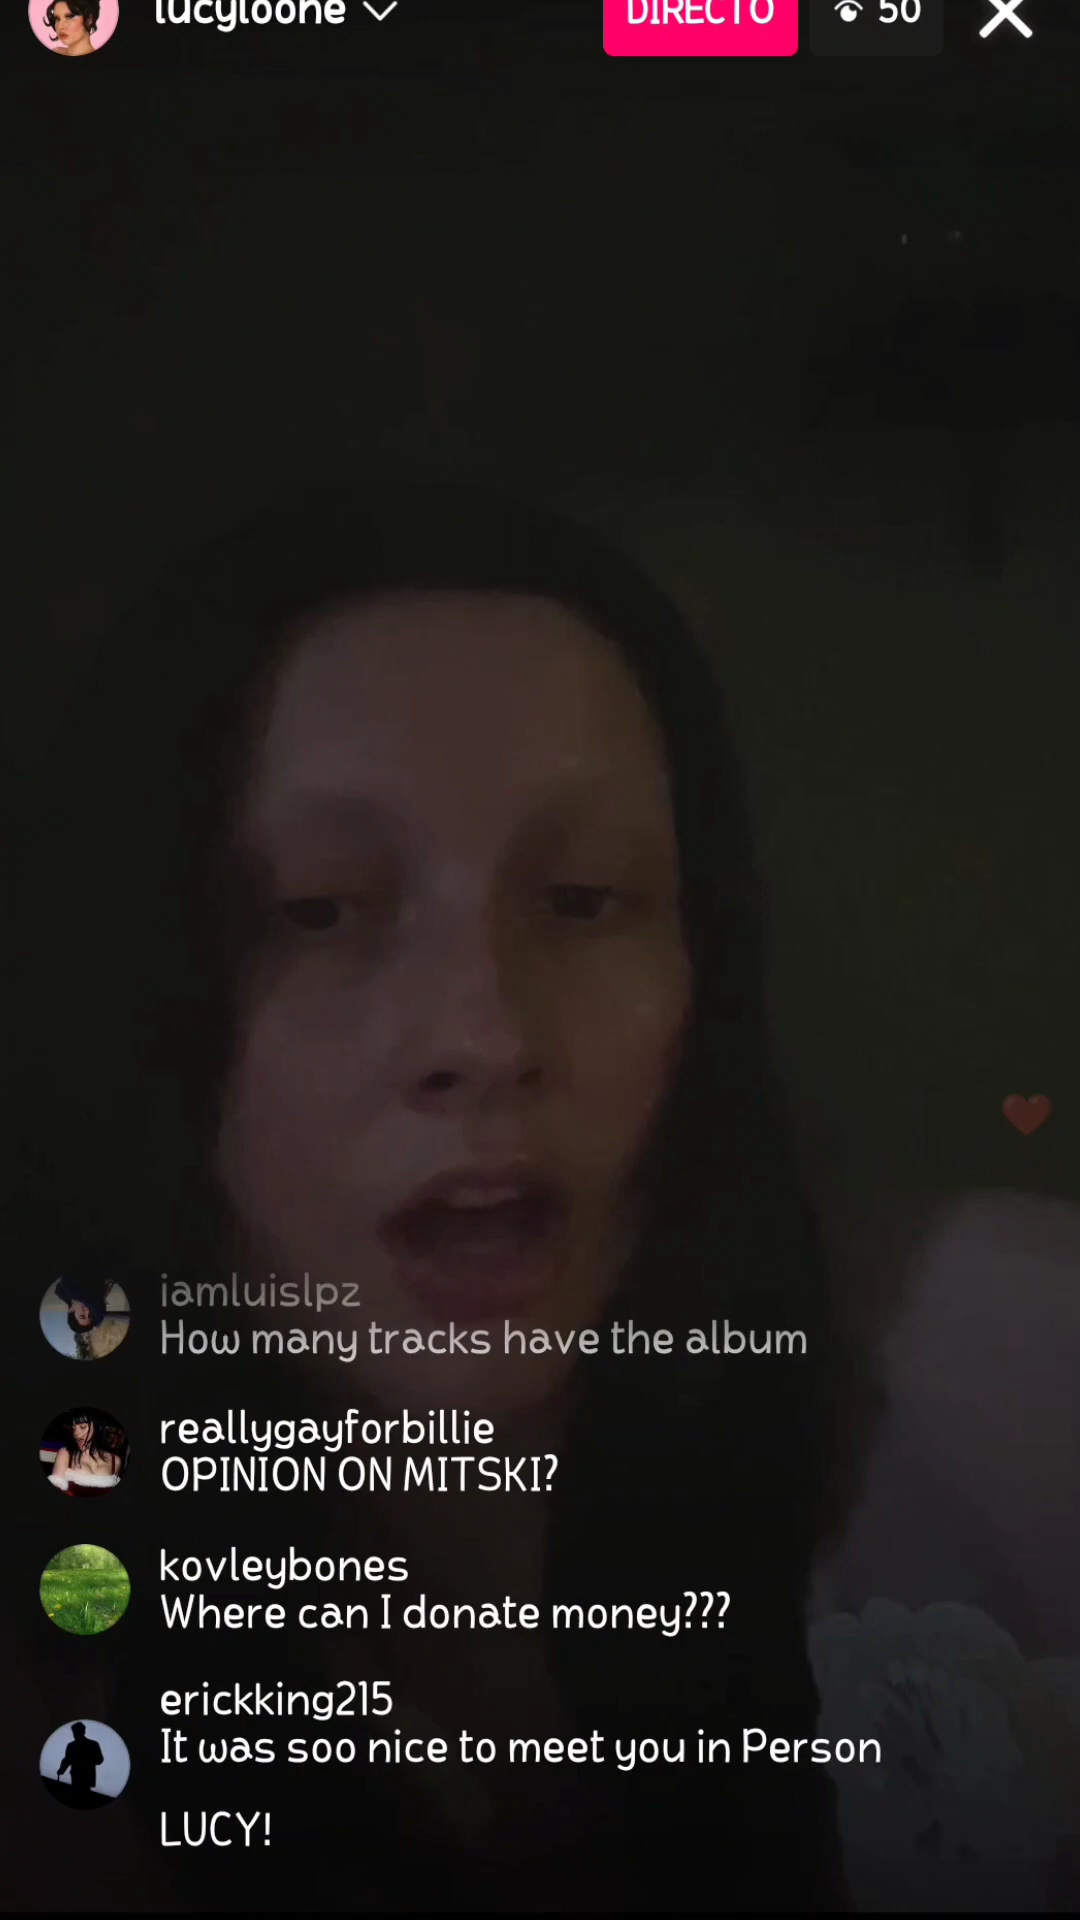 lucyloone
DIRECTO
50
iamluislpz
How many tracks have the album
reallygayforbillie
OPINION ON MITSKI?
kovleybones
Where can I donate money???
erickking215
It was soo nice to meet you in Person
LUCY!